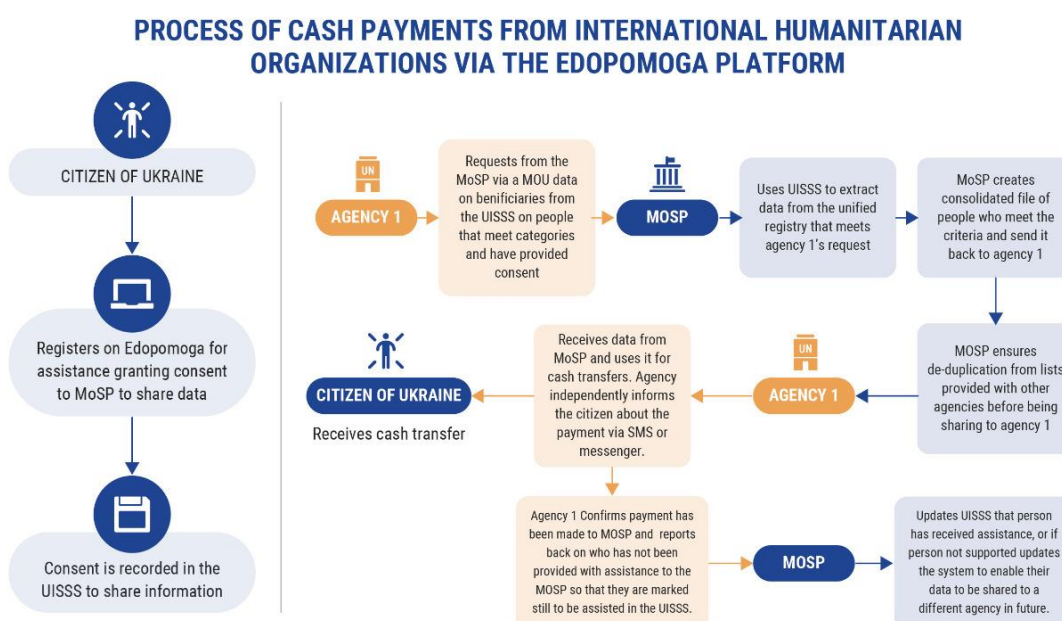 PROCESS OF CASH PAYMENTS FROM INTERNATIONAL HUMANITARIAN
ORGANIZATIONS VIA THE EDOPOMOGA PLATFORM
CITIZEN OF UKRAINE
Registers on Edopomoga for
assistance granting consent
to MoSP to share data
Consent is recorded in the
UISSS to share information
UN
AGENCY 1
Requests from the
MoSP via a MOU data
on benificiaries from
the UISSS on people
that meet categories
and have provided
consent
MOSP
Uses UISSS to extract
data from the unified
registry that meets
agency 1's request
MoSP creates
consolidated file of
people who meet the
criteria and send it
back to agency 1
MOSP ensures
de-duplication from lists
provided with other
agencies before being
sharing to agency 1
UN
AGENCY 1
Receives data from
MoSP and uses it for
cash transfers. Agency
independently informs
the citizen about the
payment via SMS or
messenger.
CITIZEN OF UKRAINE
Receives cash transfer
Agency 1 Confirms payment has
been made to MOSP and reports
back on who has not been
provided with assistance to the
MOSP so that they are marked
still to be assisted in the UISSS.
MOSP
Updates UISSS that person
has received assistance, or if
person not supported updates
the system to enable their
data to be shared to a
different agency in future.